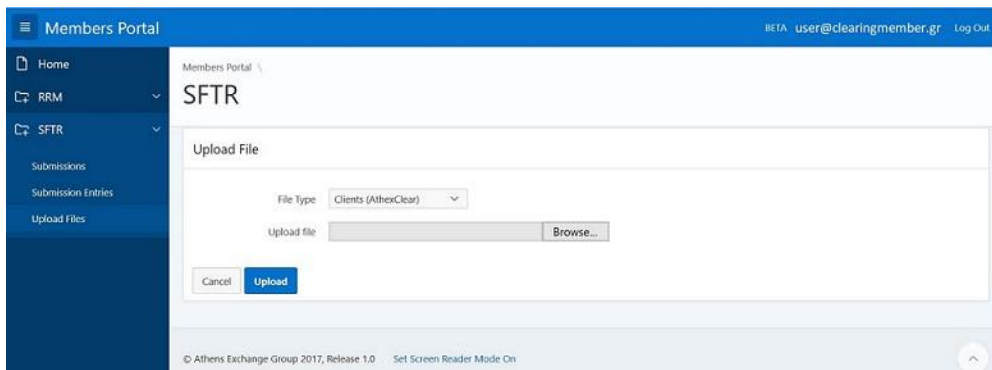 Members Portal
BETA user@clearingmember.gr Log Out
Home
RRM
SFTR
Submissions
Submission Entries
Upload Files
Members Portal \
SFTR
Upload File
File Type Clients (AthexClear)
Upload file Browse...
Cancel Upload
© Athens Exchange Group 2017, Release 1.0 Set Screen Reader Mode On